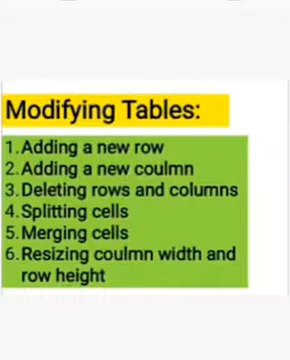 Modifying Tables:
1.Adding a new row
2.Adding a new coulmn
3.Deleting rows and columns
4.Splitting cells
5.Merging cells
6.Resizing coulmn width and
row height